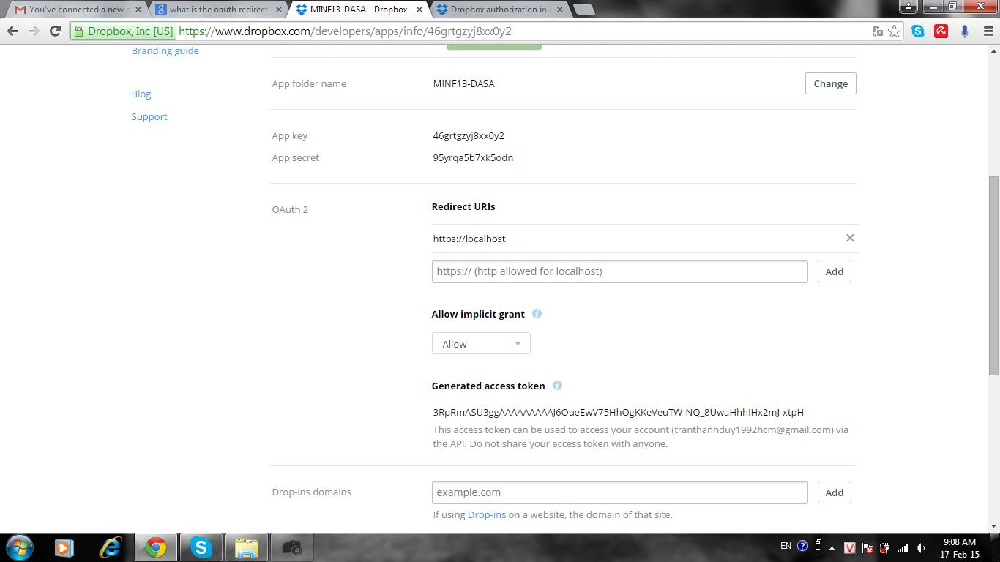 You've connected a new a
what is the oauth redirect
MINF13-DASA - Dropbox
Dropbox authorization in
Dropbox, Inc [US] https://www.dropbox.com/developers/apps/info/46grtgzyj8xx0y2
Branding guide
Blog
Support
App folder name
MINF13-DASA
Change
App key
46grtgzyj8xx0y2
App secret
95yrqa5b7xk5odn
OAuth 2
Redirect URIs
https://localhost
https:// (http allowed for localhost)
Add
Allow implicit grant
Allow
Generated access token
3RpRmASU3ggAAAAAAAAAJ6OueEwV75HhOgKKeVeuTW-NQ_8UwaHhhIHx2mJ-xtpH
This access token can be used to access your account (tranthanhduy1992hcm@gmail.com) via
the API. Do not share your access token with anyone.
Drop-ins domains
example.com
Add
If using Drop-ins on a website, the domain of that site.
EN
9:08 AM
17-Feb-15